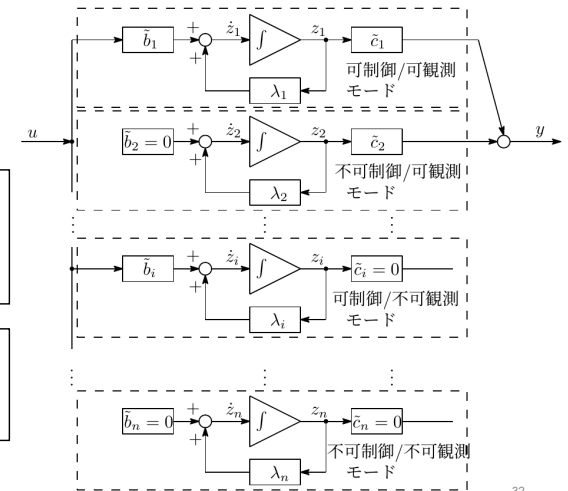 b̃₁ + + ż₁ ∫ z₁ c̃₁
λ₁
可制御/可観測
モード
u
b̃₂ = 0 + + ż₂ ∫ z₂ c̃₂
y
λ₂
不可制御/可観測
モード
⋮ ⋮ ⋮
b̃ᵢ + + żᵢ ∫ zᵢ c̃ᵢ = 0
λᵢ
可制御/不可観測
モード
⋮ ⋮ ⋮
b̃ₙ = 0 + + żₙ ∫ zₙ c̃ₙ = 0
λₙ
不可制御/不可観測
モード
32